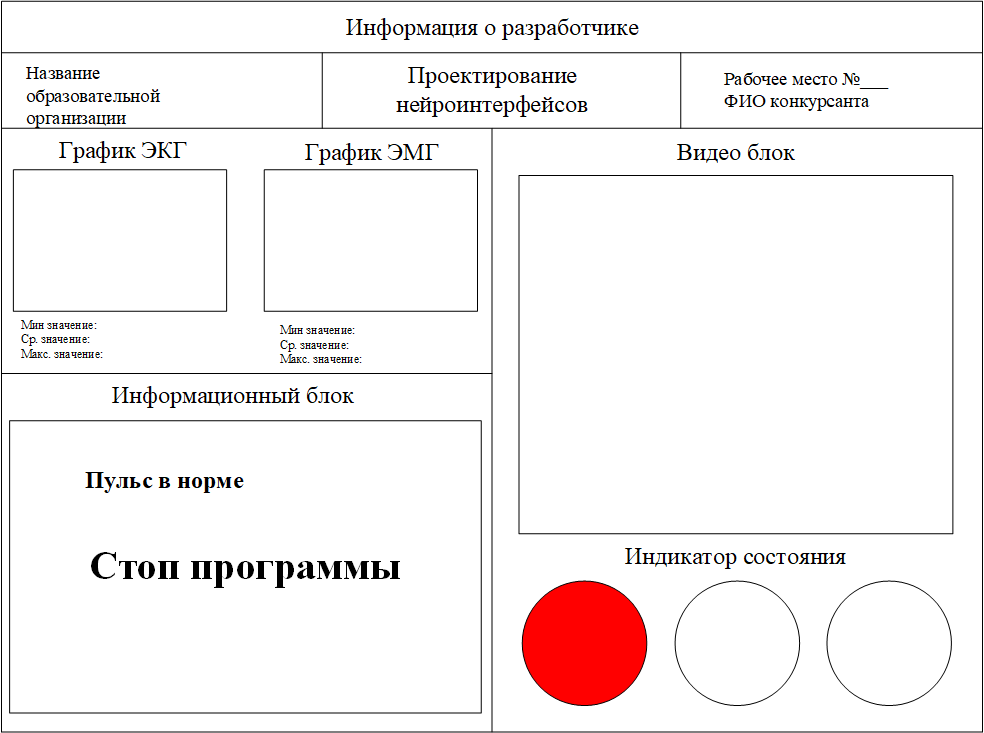 Информация о разработчике
Название
образовательной
организации
Проектирование
нейроинтерфейсов
Рабочее место №___
ФИО конкурсанта
График ЭКГ
График ЭМГ
Мин значение:
Ср. значение:
Макс. значение:
Мин значение:
Ср. значение:
Макс. значение:
Видео блок
Информационный блок
Пульс в норме
Стоп программы
Индикатор состояния